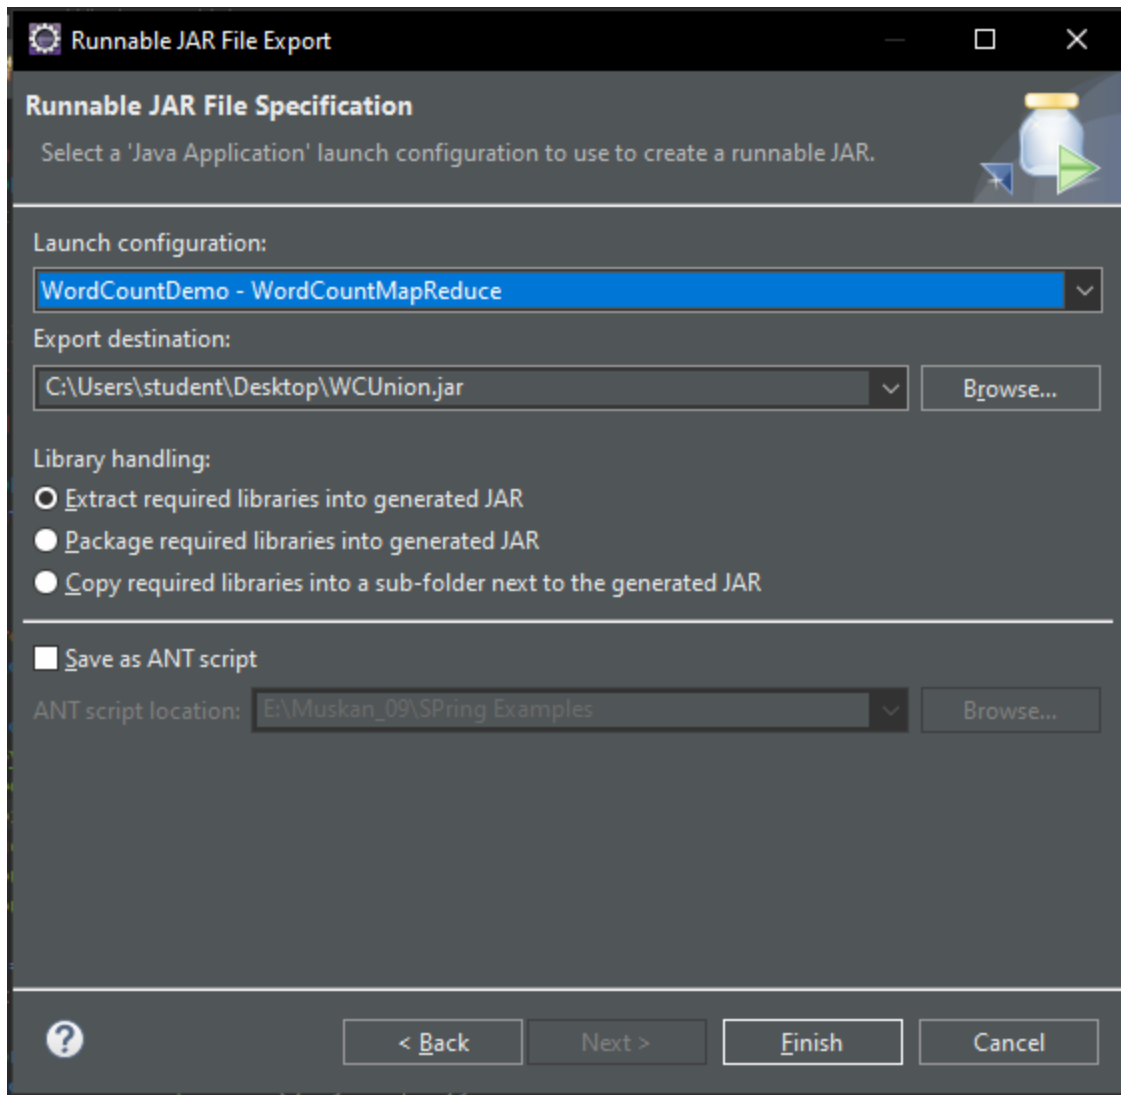 Runnable JAR File Export
Runnable JAR File Specification
Select a 'Java Application' launch configuration to use to create a runnable JAR.
Launch configuration:
WordCountDemo - WordCountMapReduce
Export destination:
C:\Users\student\Desktop\WCUnion.jar
Browse...
Library handling:
Extract required libraries into generated JAR
Package required libraries into generated JAR
Copy required libraries into a sub-folder next to the generated JAR
Save as ANT script
ANT script location: E:\Muskan_09\SPring Examples Browse...
? < Back Next > Finish Cancel